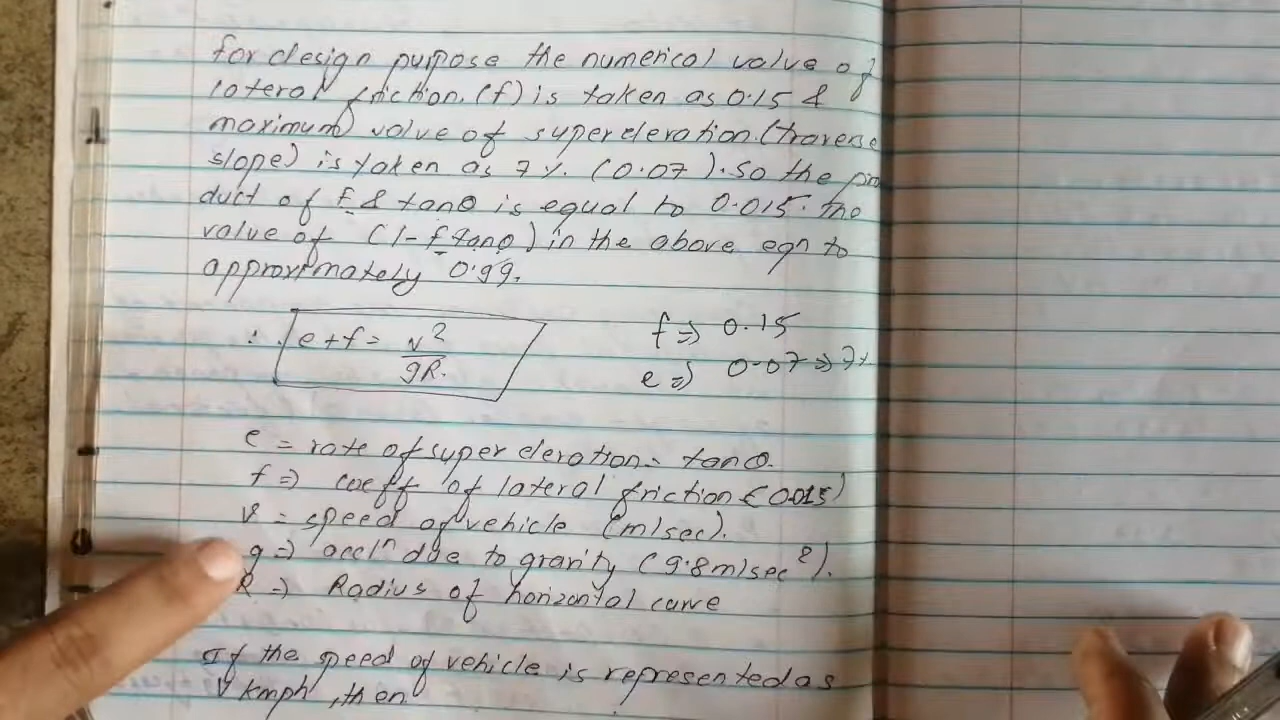 for design purpose the numerical value of
lateral friction (f) is taken as 0.15 &
maximum value of superelevation (traverse
slope) is taken as 7 %. (0.07). so the pro
duct of f & tanθ is equal to 0.015. the
value of (1-f tanθ) in the above eqn to
approximately 0.99.
∴ e+f = v²/gR.
f => 0.15
e => 0.07 => 7%
e = rate of super elevation = tanθ.
f => coeff of lateral friction (0.015)
v = speed of vehicle (m/sec).
g => accln due to gravity (9.8 m/sec²).
R => Radius of horizontal curve
If the speed of vehicle is represented as
V kmph, then